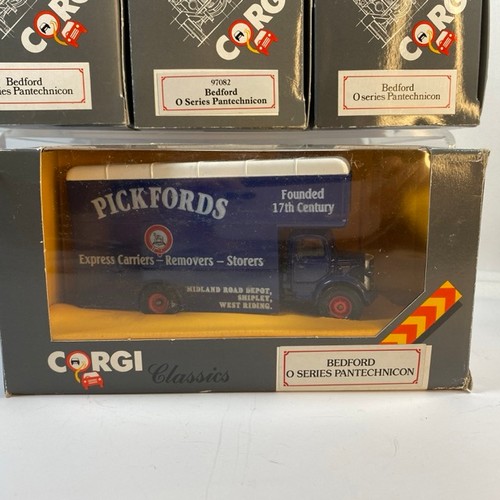 CORGI
Bedford
ies Pantechnicon
CORGI
97082
Bedford
O Series Pantechnicon
CORGI
Bedford
O Series Pantechnicon
PICKFORDS
Founded
17th Century
Express Carriers – Removers – Storers
MIDLAND ROAD DEPOT,
SHIPLEY,
WEST RIDING.
CORGI Classics
BEDFORD
O SERIES PANTECHNICON